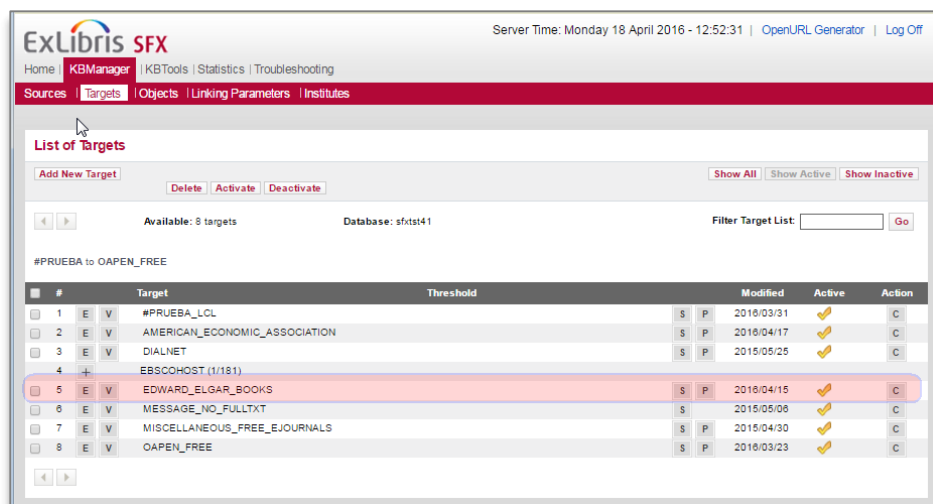 Server Time: Monday 18 April 2016 - 12:52:31 | OpenURL Generator | Log Off
ExLibris SFX
Home | KBManager | KBTools | Statistics | Troubleshooting
Sources | Targets | Objects | Linking Parameters | Institutes
List of Targets
Add New Target Delete Activate Deactivate Show All Show Active Show Inactive
Available: 8 targets Database: sfxtst41 Filter Target List: Go
#PRUEBA to OAPEN_FREE
# Target Threshold Modified Active Action
1 E V #PRUEBA_LCL S P 2016/03/31 C
2 E V AMERICAN_ECONOMIC_ASSOCIATION S P 2016/04/17 C
3 E V DIALNET S P 2015/05/25 C
4 + EBSCOHOST (1/181)
5 E V EDWARD_ELGAR_BOOKS S P 2016/04/15 C
6 E V MESSAGE_NO_FULLTXT S 2015/05/06 C
7 E V MISCELLANEOUS_FREE_EJOURNALS S P 2015/04/30 C
8 E V OAPEN_FREE S P 2016/03/23 C